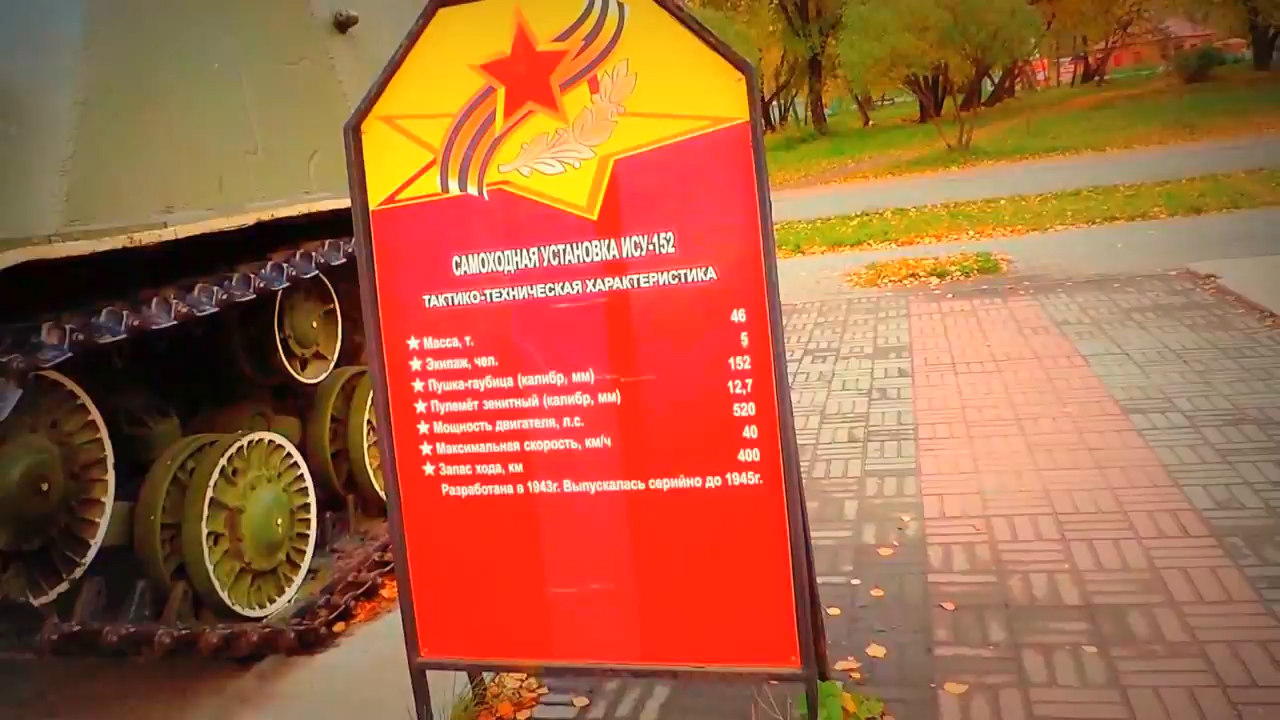 САМОХОДНАЯ УСТАНОВКА ИСУ-152
ТАКТИКО-ТЕХНИЧЕСКАЯ ХАРАКТЕРИСТИКА
Масса, т. 46
Экипаж, чел. 5
Пушка-гаубица (калибр, мм) 152
Пулемёт зенитный (калибр, мм) 12,7
Мощность двигателя, л.с. 520
Максимальная скорость, км/ч 40
Запас хода, км 400
Разработана в 1943г. Выпускалась серийно до 1945г.